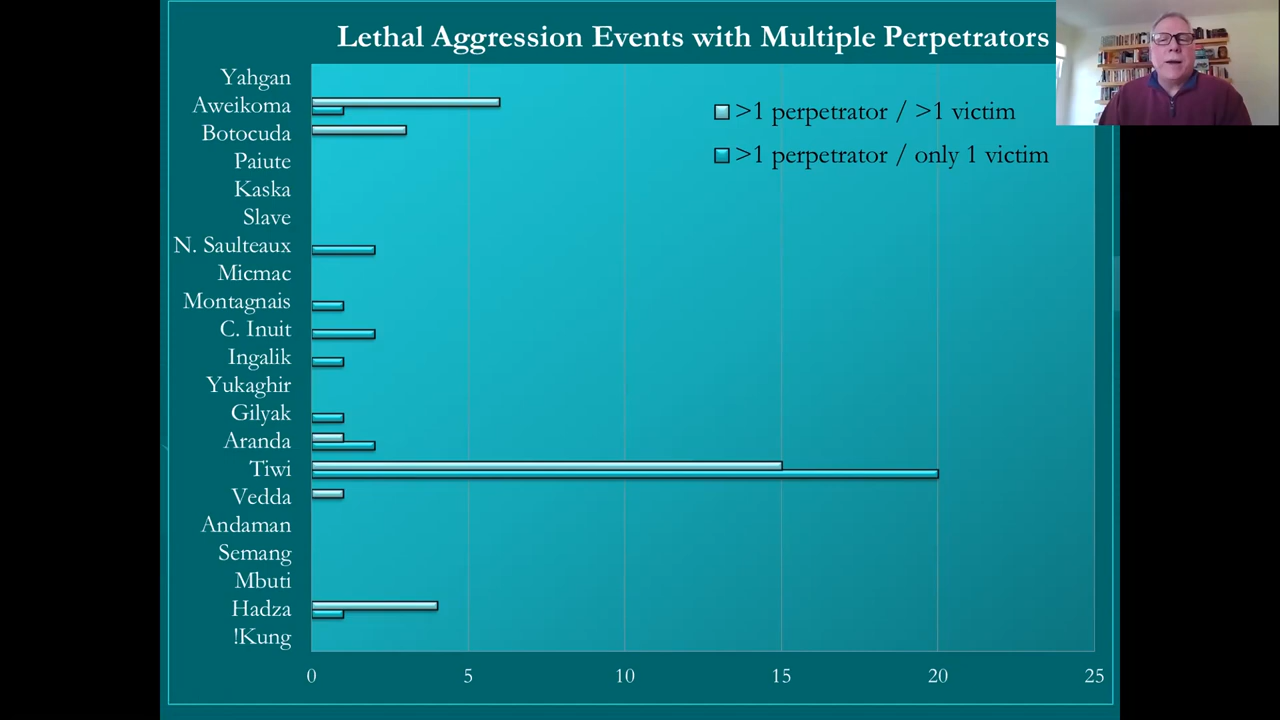 Lethal Aggression Events with Multiple Perpetrators
>1 perpetrator / >1 victim
>1 perpetrator / only 1 victim
Yahgan
Aweikoma
Botocuda
Paiute
Kaska
Slave
N. Saulteaux
Micmac
Montagnais
C. Inuit
Ingalik
Yukaghir
Gilyak
Aranda
Tiwi
Vedda
Andaman
Semang
Mbuti
Hadza
!Kung
0 5 10 15 20 25